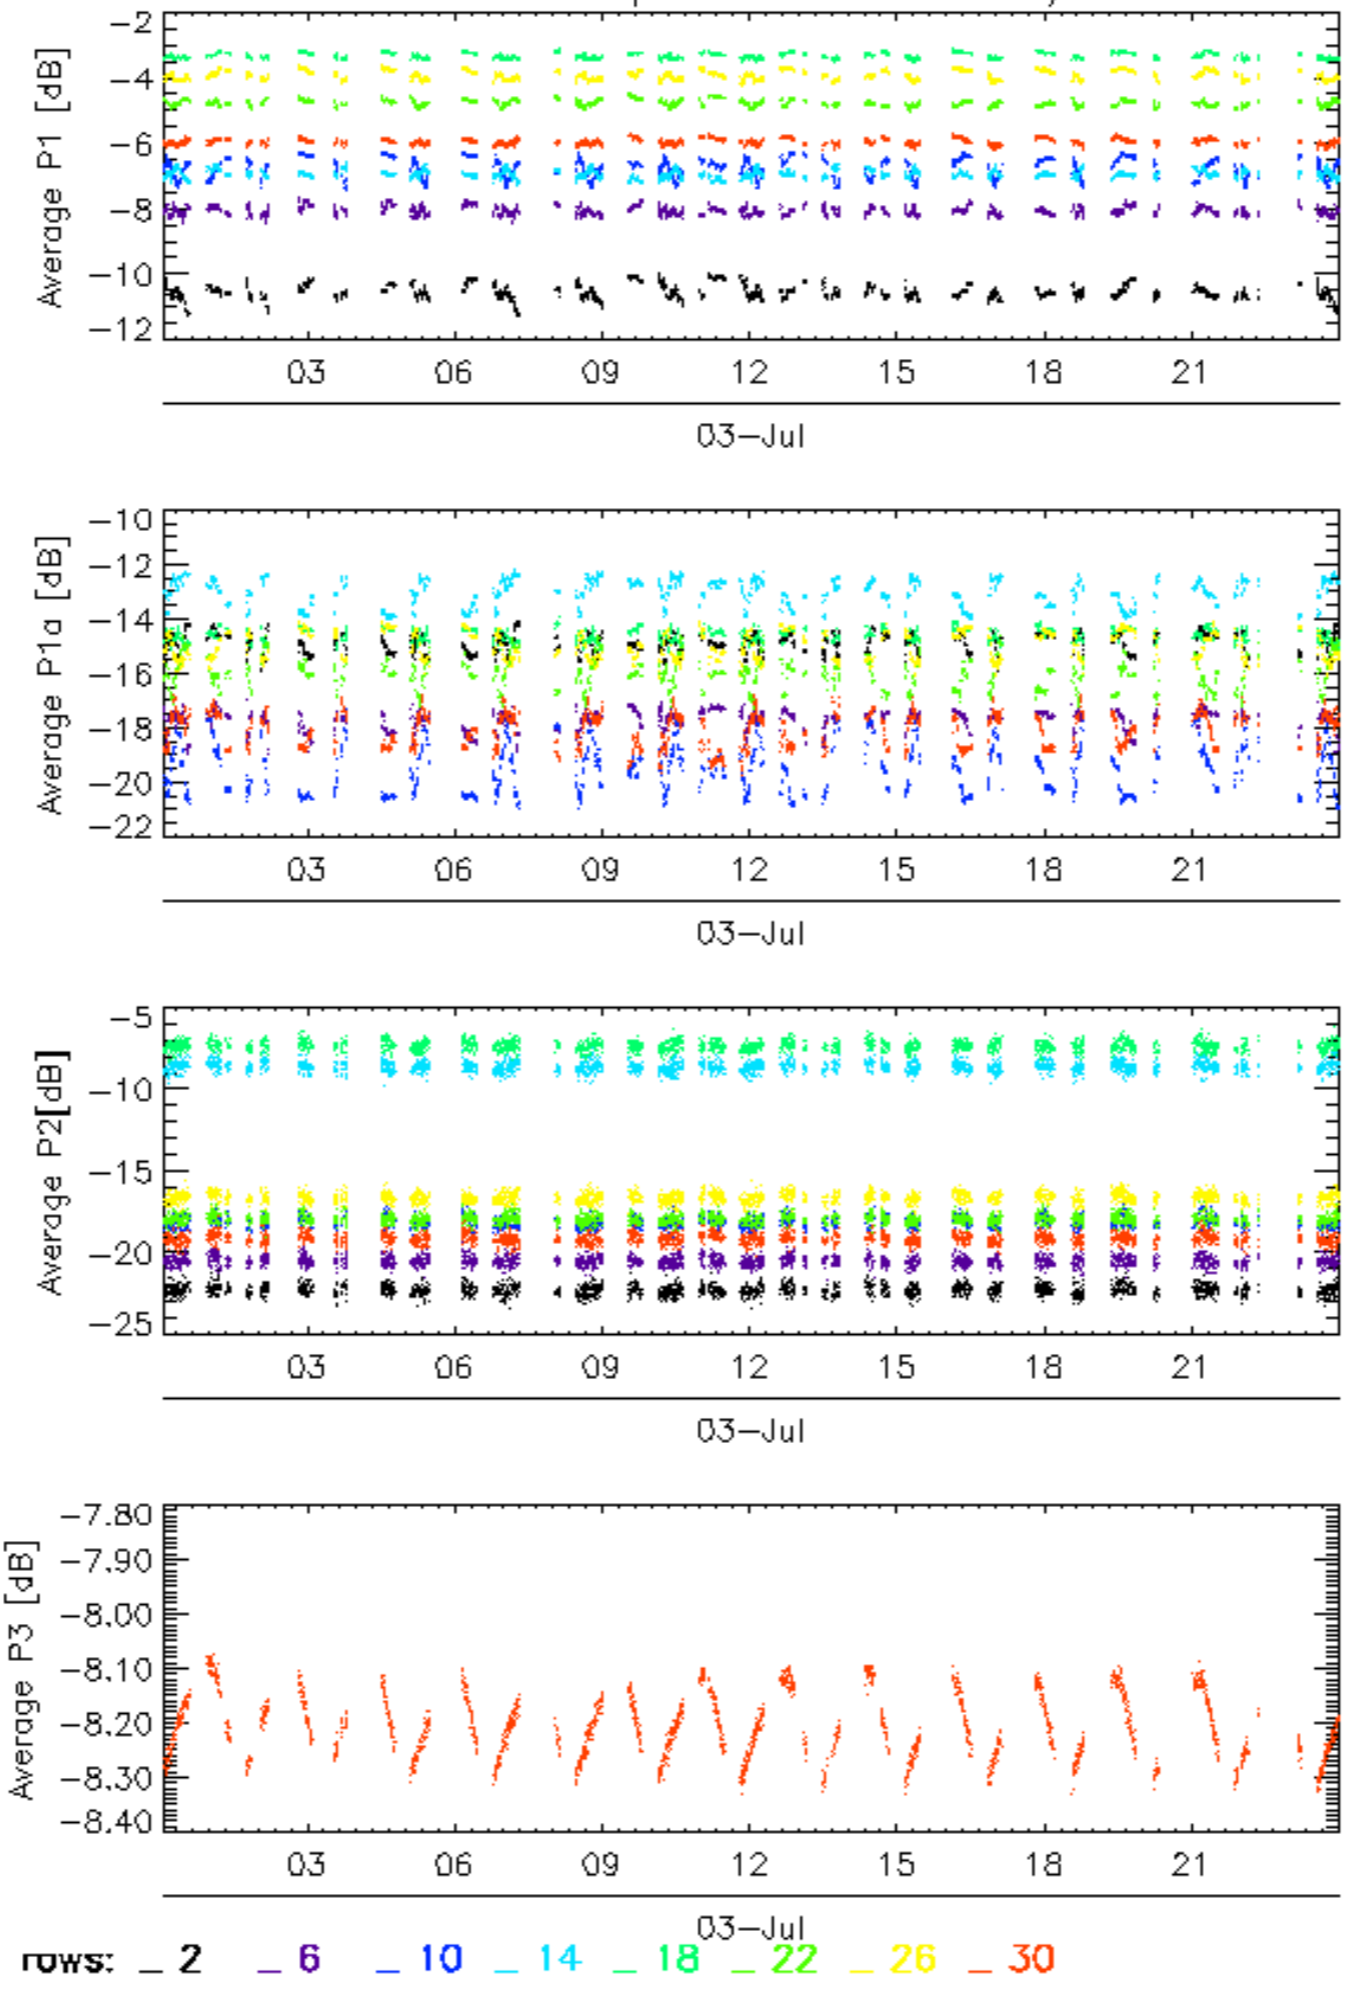 Average P1 [dB]
-2
-4
-6
-8
-10
-12
03 06 09 12 15 18 21
03-Jul
Average P1a [dB]
-10
-12
-14
-16
-18
-20
-22
03 06 09 12 15 18 21
03-Jul
Average P2[dB]
-5
-10
-15
-20
-25
03 06 09 12 15 18 21
03-Jul
Average P3 [dB]
-7.80
-7.90
-8.00
-8.10
-8.20
-8.30
-8.40
03 06 09 12 15 18 21
03-Jul
rows: _ 2 _ 6 _ 10 _ 14 _ 18 _ 22 _ 26 _ 30